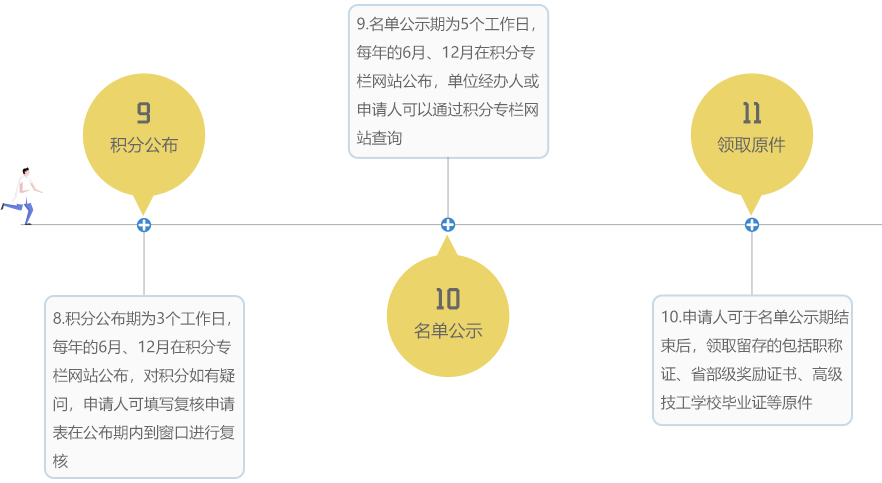 9
积分公布
8.积分公布期为3个工作日，
每年的6月、12月在积分专
栏网站公布，对积分如有疑
问，申请人可填写复核申请
表在公布期内到窗口进行复
核
9.名单公示期为5个工作日，
每年的6月、12月在积分专
栏网站公布，单位经办人或
申请人可以通过积分专栏网
站查询
10
名单公示
11
领取原件
10.申请人可于名单公示期结
束后，领取留存的包括职称
证、省部级奖励证书、高级
技工学校毕业证等原件